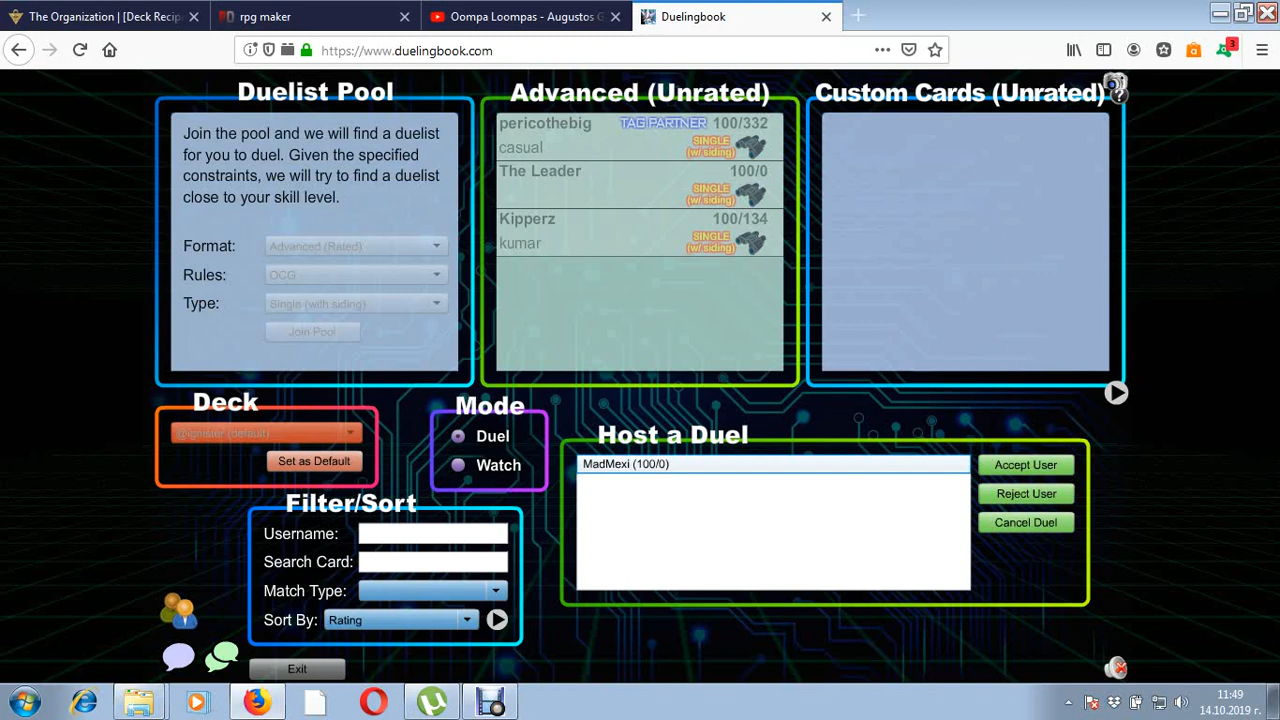 The Organization | [Deck Recip
rpg maker
Oompa Loompas - Augustos G
Duelingbook
https://www.duelingbook.com
3
Duelist Pool
Join the pool and we will find a duelist
for you to duel. Given the specified
constraints, we will try to find a duelist
close to your skill level.
Format: Advanced (Rated)
Rules: OCG
Type: Single (with siding)
Join Pool
Advanced (Unrated)
pericothebig TAG PARTNER 100/332
casual SINGLE
(w/ siding)
The Leader 100/0
SINGLE
(w/ siding)
Kipperz 100/134
kumar SINGLE
(w/ siding)
Custom Cards (Unrated)
?
Deck
@ignister (default)
Set as Default
Mode
Duel
Watch
Host a Duel
MadMexi (100/0)
Accept User
Reject User
Cancel Duel
Filter/Sort
Username:
Search Card:
Match Type:
Sort By: Rating
Exit
11:49
14.10.2019 г.